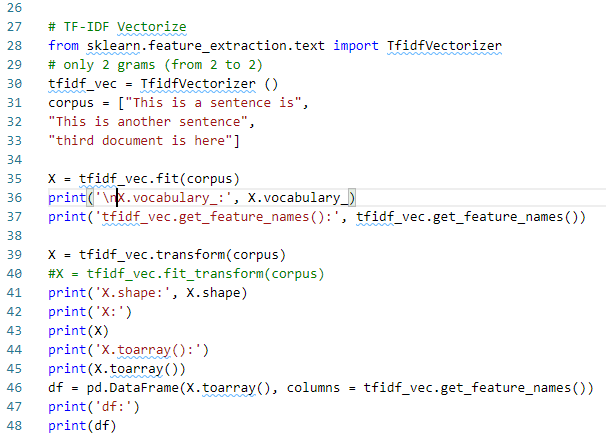 26
27 # TF-IDF Vectorize
28 from sklearn.feature_extraction.text import TfidfVectorizer
29 # only 2 grams (from 2 to 2)
30 tfidf_vec = TfidfVectorizer ()
31 corpus = ["This is a sentence is",
32 "This is another sentence",
33 "third document is here"]
34
35 X = tfidf_vec.fit(corpus)
36 print('\nX.vocabulary_:', X.vocabulary_)
37 print('tfidf_vec.get_feature_names():', tfidf_vec.get_feature_names())
38
39 X = tfidf_vec.transform(corpus)
40 #X = tfidf_vec.fit_transform(corpus)
41 print('X.shape:', X.shape)
42 print('X:')
43 print(X)
44 print('X.toarray():')
45 print(X.toarray())
46 df = pd.DataFrame(X.toarray(), columns = tfidf_vec.get_feature_names())
47 print('df:')
48 print(df)